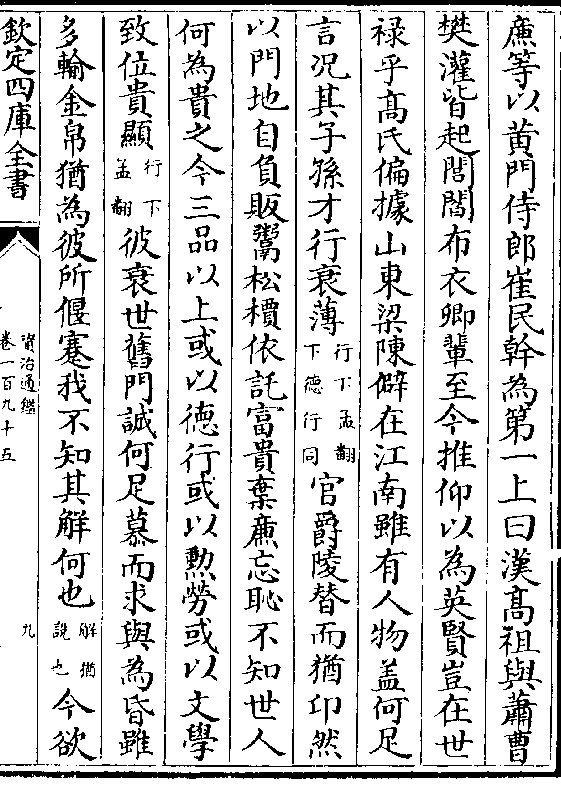 廉等以黃門侍郎崔民幹為第一上曰漢髙祖與蕭曹
樊灌皆起閭閻布衣卿輩至今推仰以為英賢豈在世
禄乎髙氏偏據山東梁陳僻在江南雖有人物盖何足
言况其子孫才行衰薄行下孟翻下德行同官爵陵替而猶卬然
以門地自負販鬻松檟依託富貴棄廉忘恥不知世人
何為貴之今三品以上或以德行或以勲勞或以文學
致位貴顯行下孟翻彼衰世舊門誠何足慕而求與為昏雖
多輸金帛猶為彼所偃蹇我不知其解何也解猶說也今欲
欽定四庫全書
資治通鑑
卷一百九十五
九